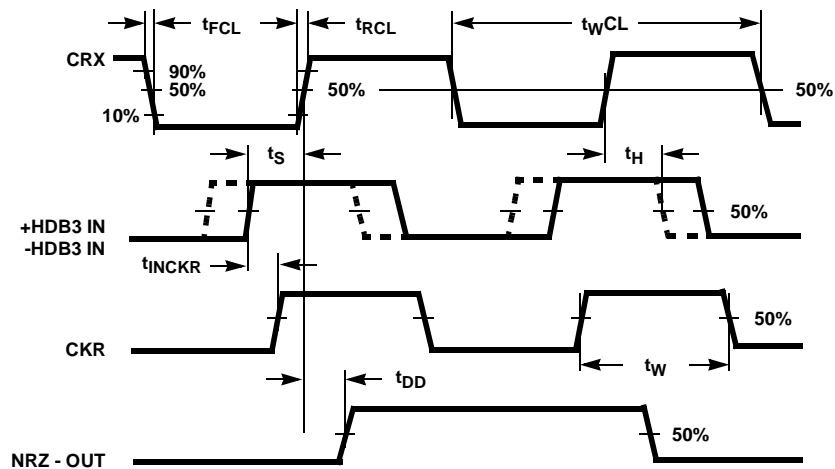 tFCL
tRCL
tWCL
CRX
90%
50%
10%
50%
50%
tS
tH
+HDB3 IN
-HDB3 IN
50%
tINCKR
CKR
50%
tW
tDD
NRZ - OUT
50%